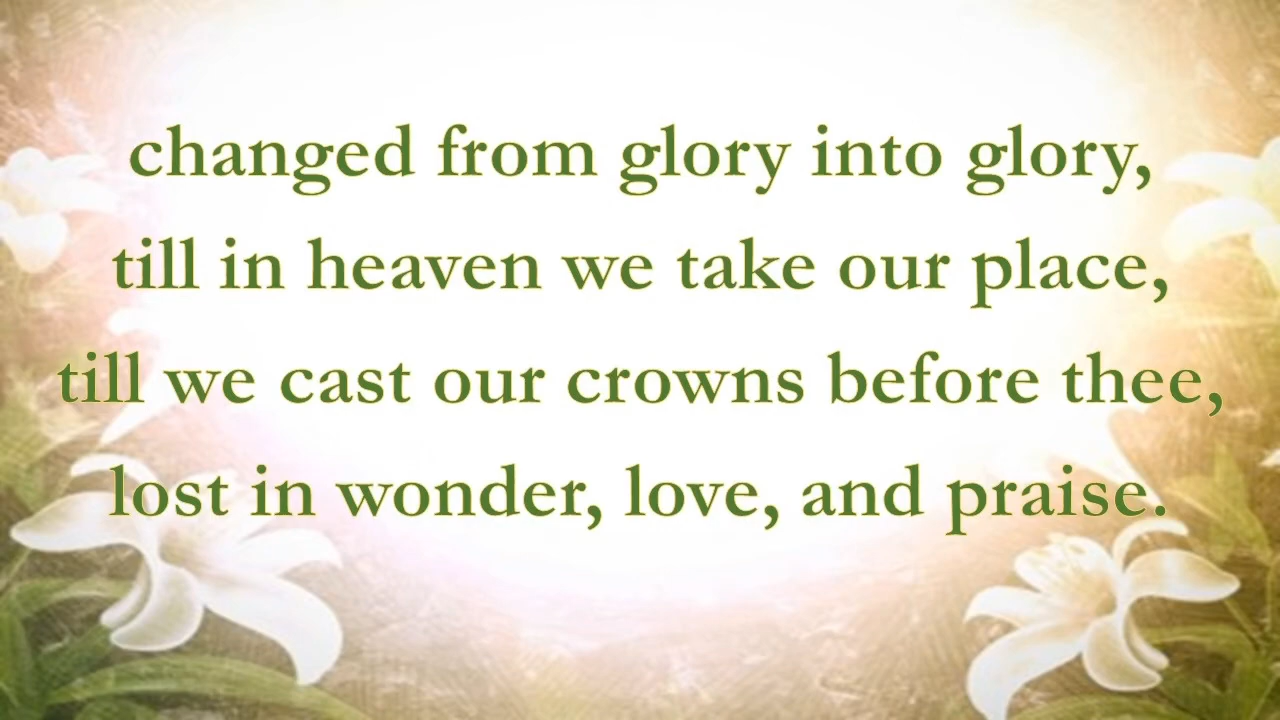 changed from glory into glory,
till in heaven we take our place,
till we cast our crowns before thee,
lost in wonder, love, and praise.